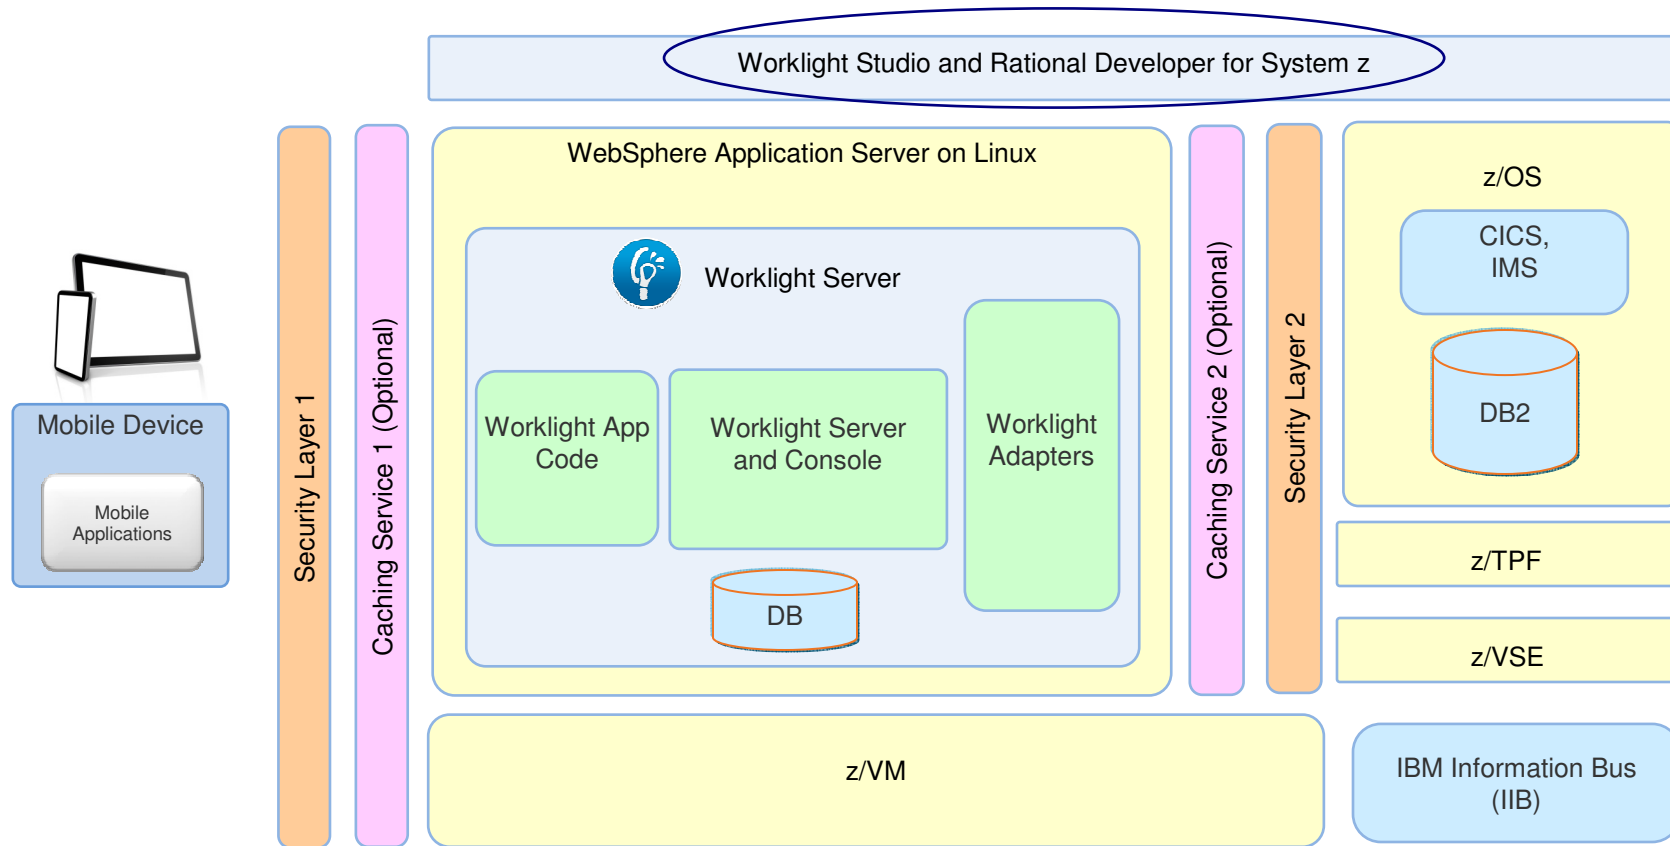 Worklight Studio and Rational Developer for System z
WebSphere Application Server on Linux
Worklight Server
Worklight App
Code
Worklight Server
and Console
Worklight
Adapters
DB
Mobile Device
Mobile
Applications
Security Layer 1
Caching Service 1 (Optional)
Caching Service 2 (Optional)
Security Layer 2
z/OS
CICS,
IMS
DB2
z/TPF
z/VSE
z/VM
IBM Information Bus
(IIB)